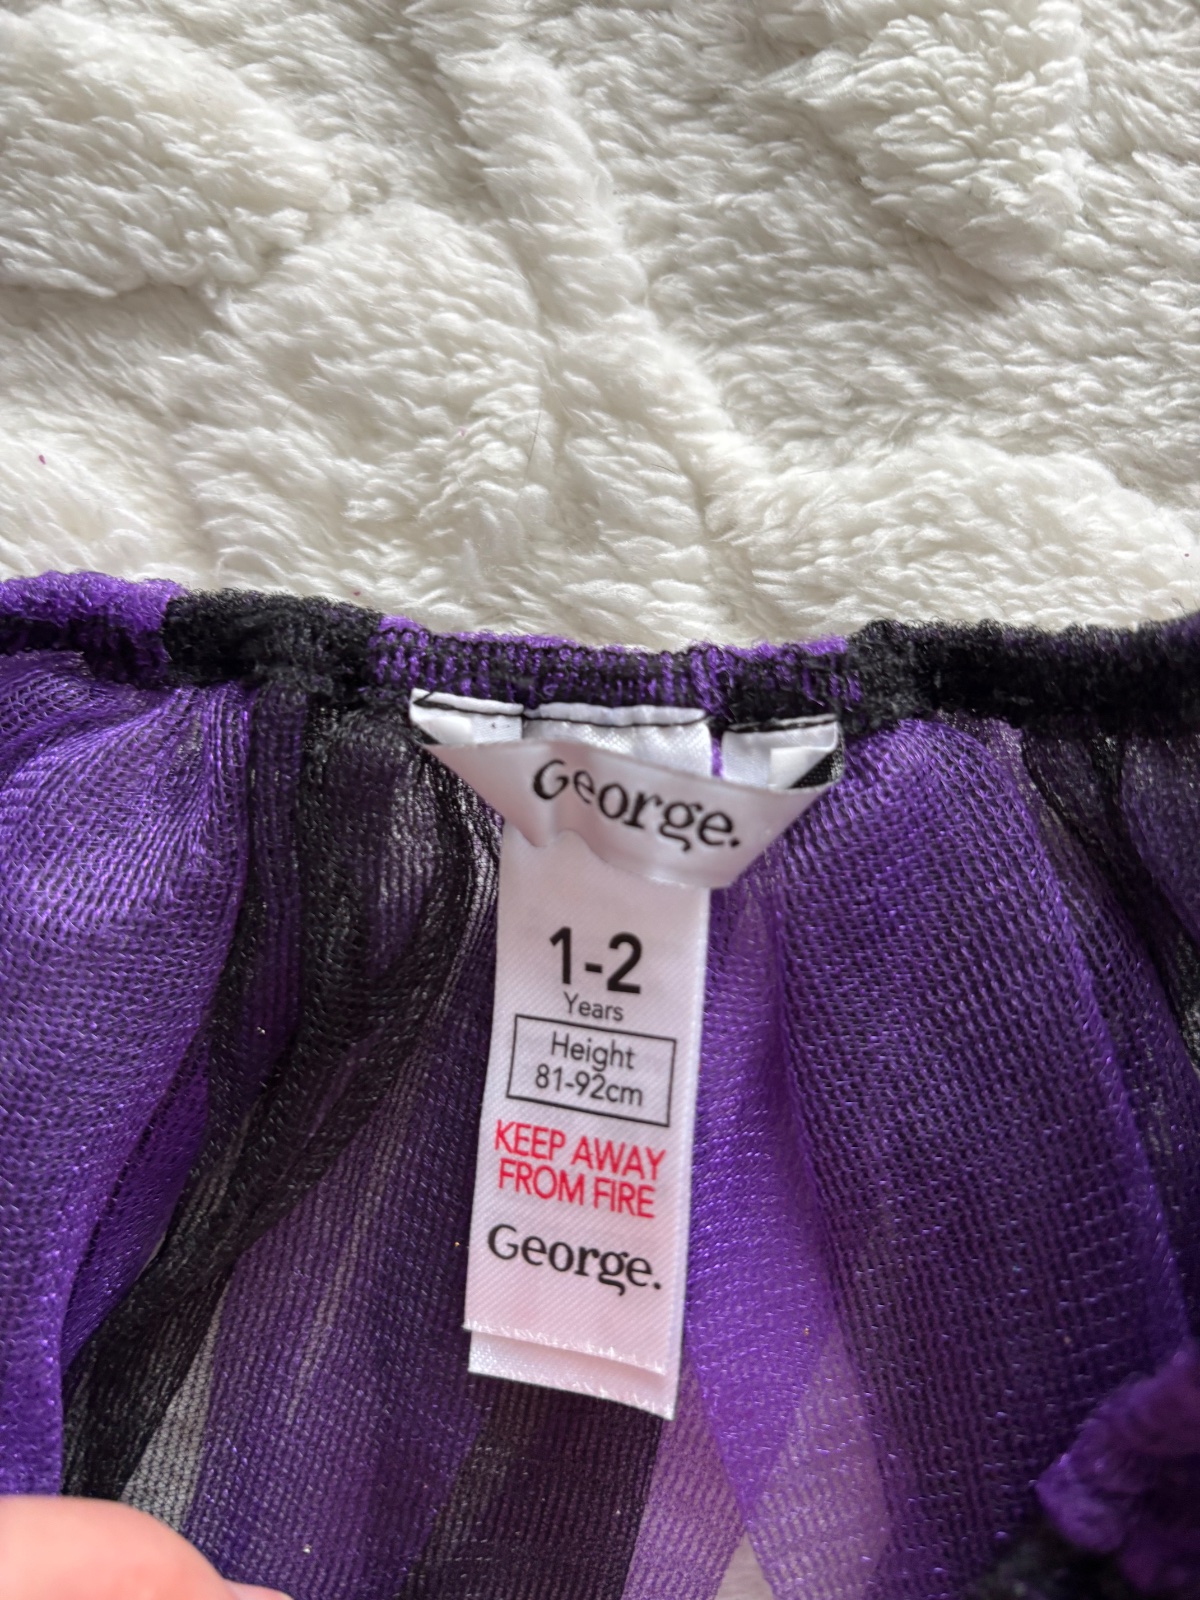 George.
1-2
Years
Height
81-92cm
KEEP AWAY
FROM FIRE
George.